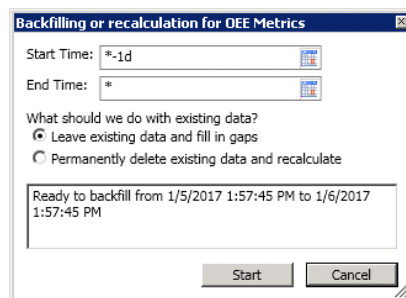 Backfilling or recalculation for OEE Metrics
Start Time: *-1d
End Time: *
What should we do with existing data?
Leave existing data and fill in gaps
Permanently delete existing data and recalculate
Ready to backfill from 1/5/2017 1:57:45 PM to 1/6/2017
1:57:45 PM
Start Cancel